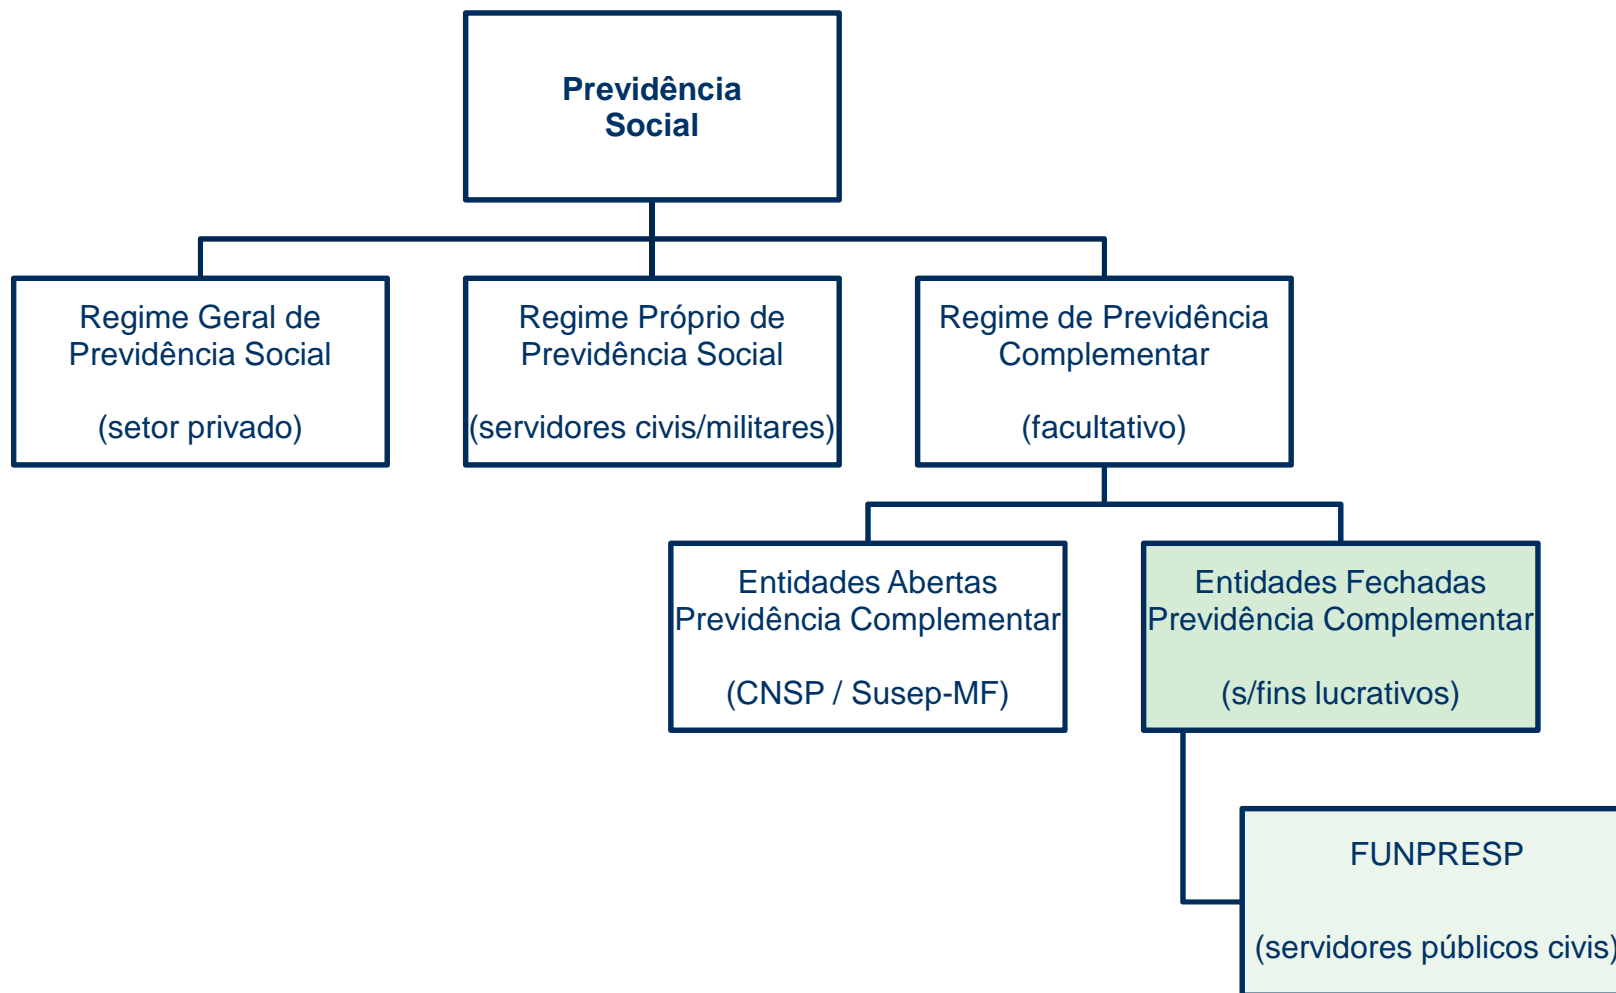 Previdência
Social
Regime Geral de
Previdência Social
(setor privado)
Regime Próprio de
Previdência Social
(servidores civis/militares)
Regime de Previdência
Complementar
(facultativo)
Entidades Abertas
Previdência Complementar
(CNSP / Susep-MF)
Entidades Fechadas
Previdência Complementar
(s/fins lucrativos)
FUNPRESP
(servidores públicos civis)